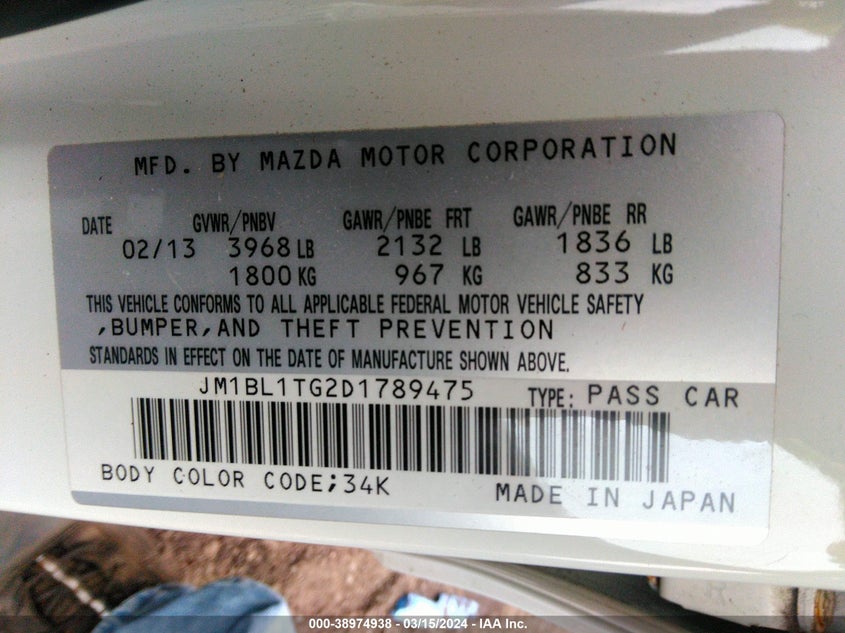 MFD. BY MAZDA MOTOR CORPORATION
DATE GVWR/PNBV GAWR/PNBE FRT GAWR/PNBE RR
02/13 3968 LB 2132 LB 1836 LB
1800 KG 967 KG 833 KG
THIS VEHICLE CONFORMS TO ALL APPLICABLE FEDERAL MOTOR VEHICLE SAFETY
,BUMPER,AND THEFT PREVENTION
STANDARDS IN EFFECT ON THE DATE OF MANUFACTURE SHOWN ABOVE.
JM1BL1TG2D1789475 TYPE: PASS CAR
BODY COLOR CODE;34K MADE IN JAPAN
000-38974938 - 03/15/2024 - IAA Inc.